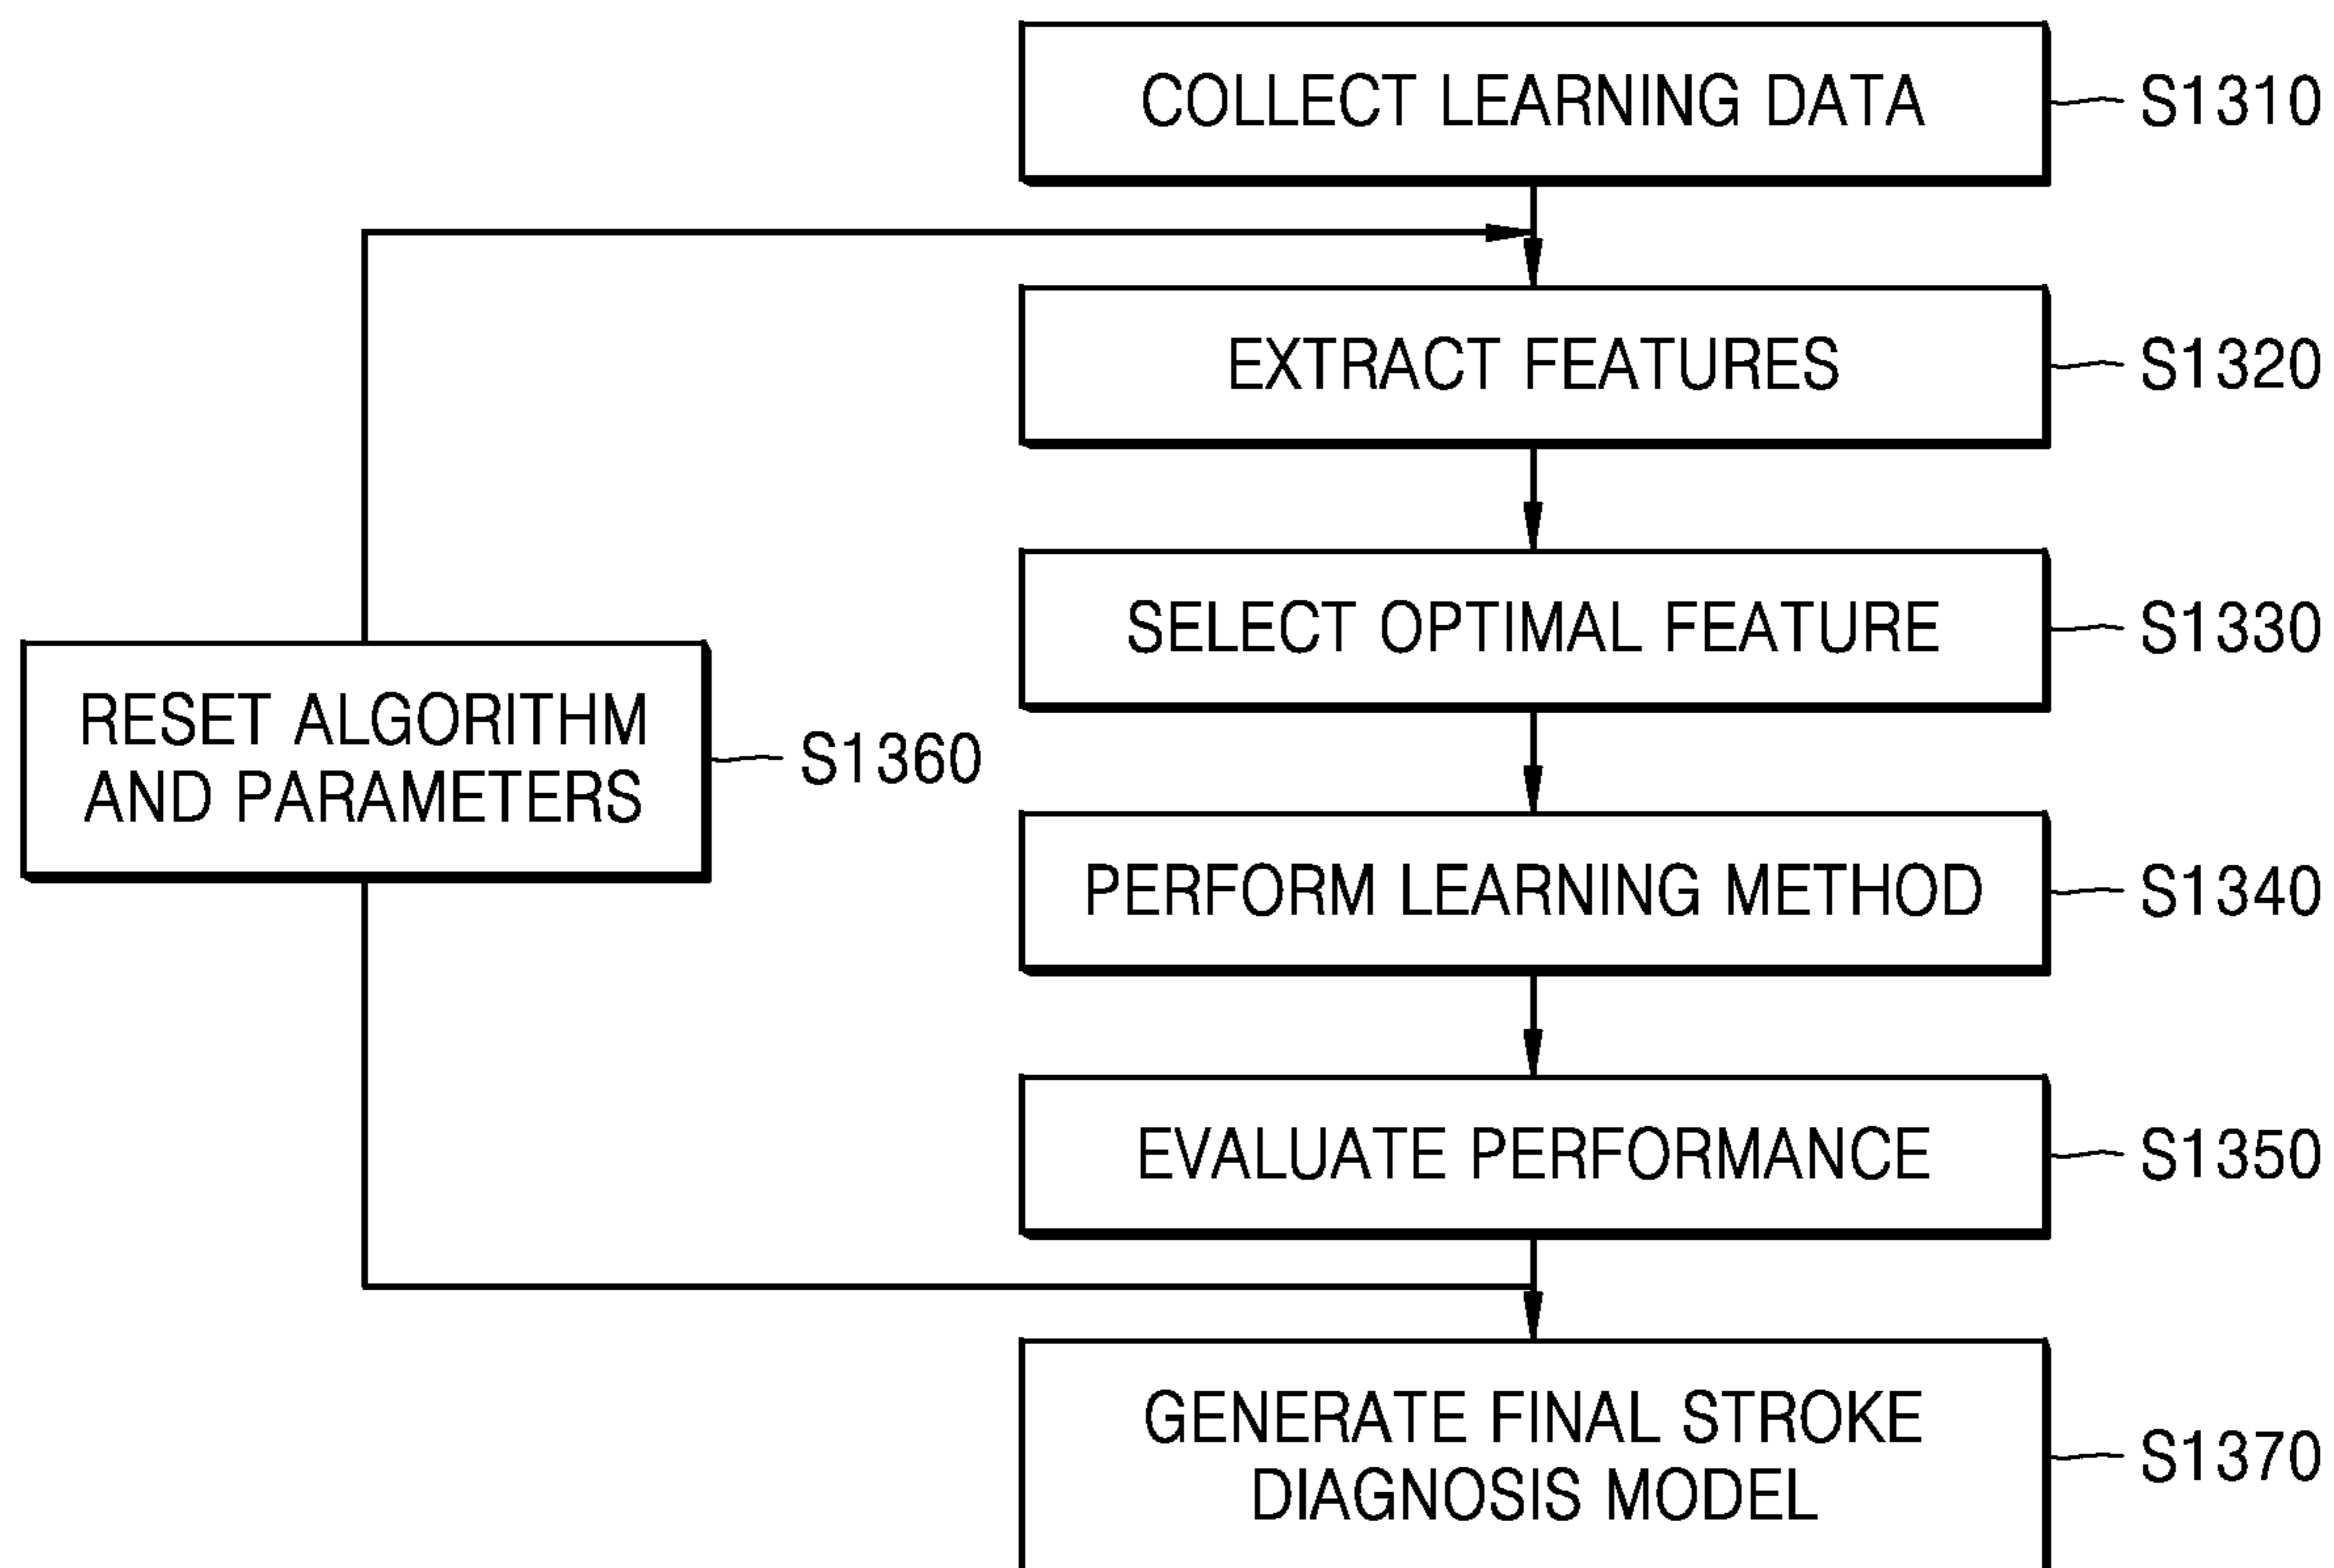 COLLECT LEARNING DATA
S1310
EXTRACT FEATURES
S1320
SELECT OPTIMAL FEATURE
S1330
RESET ALGORITHM
AND PARAMETERS
S1360
PERFORM LEARNING METHOD
S1340
EVALUATE PERFORMANCE
S1350
GENERATE FINAL STROKE
DIAGNOSIS MODEL
S1370